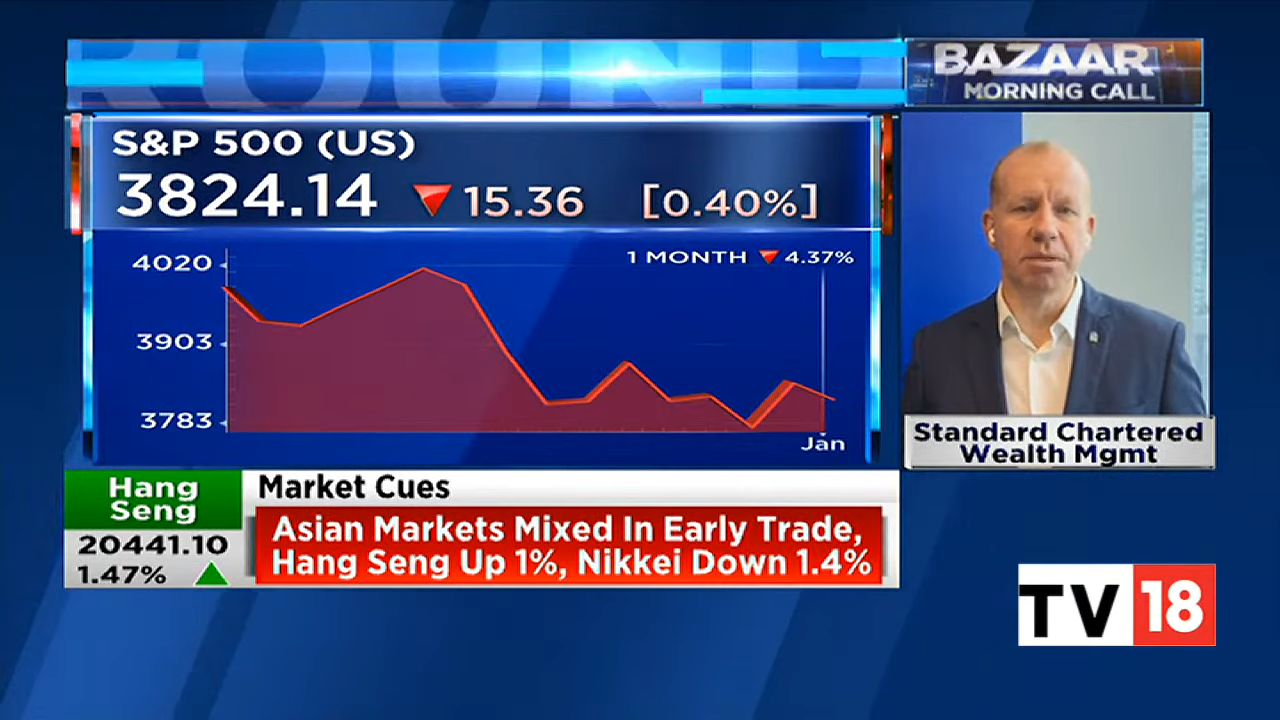 ROUND
BAZAAR
MORNING CALL
S&P 500 (US)
3824.14 ▼ 15.36 [0.40%]
1 MONTH ▼ 4.37%
4020
3903
3783
Jan
Standard Chartered
Wealth Mgmt
Hang
Seng
20441.10
1.47% ▲
Market Cues
Asian Markets Mixed In Early Trade,
Hang Seng Up 1%, Nikkei Down 1.4%
TV18